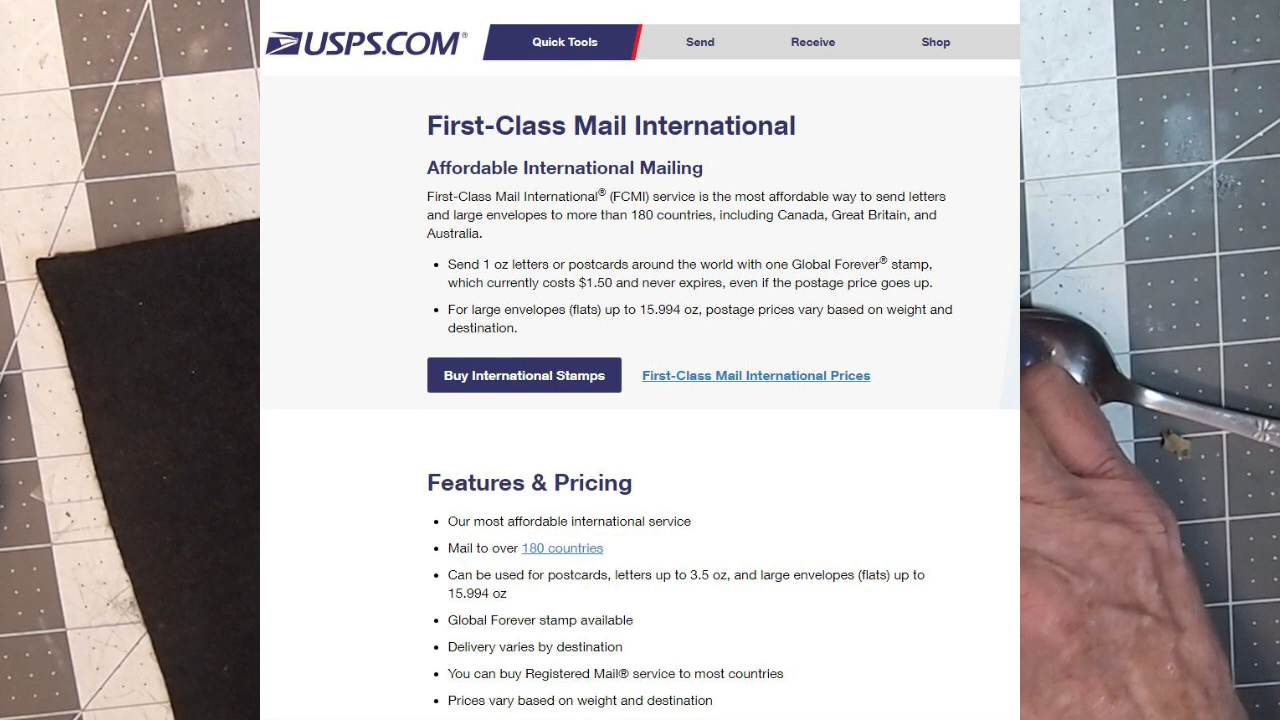 USPS.COM®
Quick Tools
Send
Receive
Shop
First-Class Mail International
Affordable International Mailing
First-Class Mail International® (FCMI) service is the most affordable way to send letters
and large envelopes to more than 180 countries, including Canada, Great Britain, and
Australia.
• Send 1 oz letters or postcards around the world with one Global Forever® stamp,
which currently costs $1.50 and never expires, even if the postage price goes up.
• For large envelopes (flats) up to 15.994 oz, postage prices vary based on weight and
destination.
Buy International Stamps
First-Class Mail International Prices
Features & Pricing
• Our most affordable international service
• Mail to over 180 countries
• Can be used for postcards, letters up to 3.5 oz, and large envelopes (flats) up to
15.994 oz
• Global Forever stamp available
• Delivery varies by destination
• You can buy Registered Mail® service to most countries
• Prices vary based on weight and destination